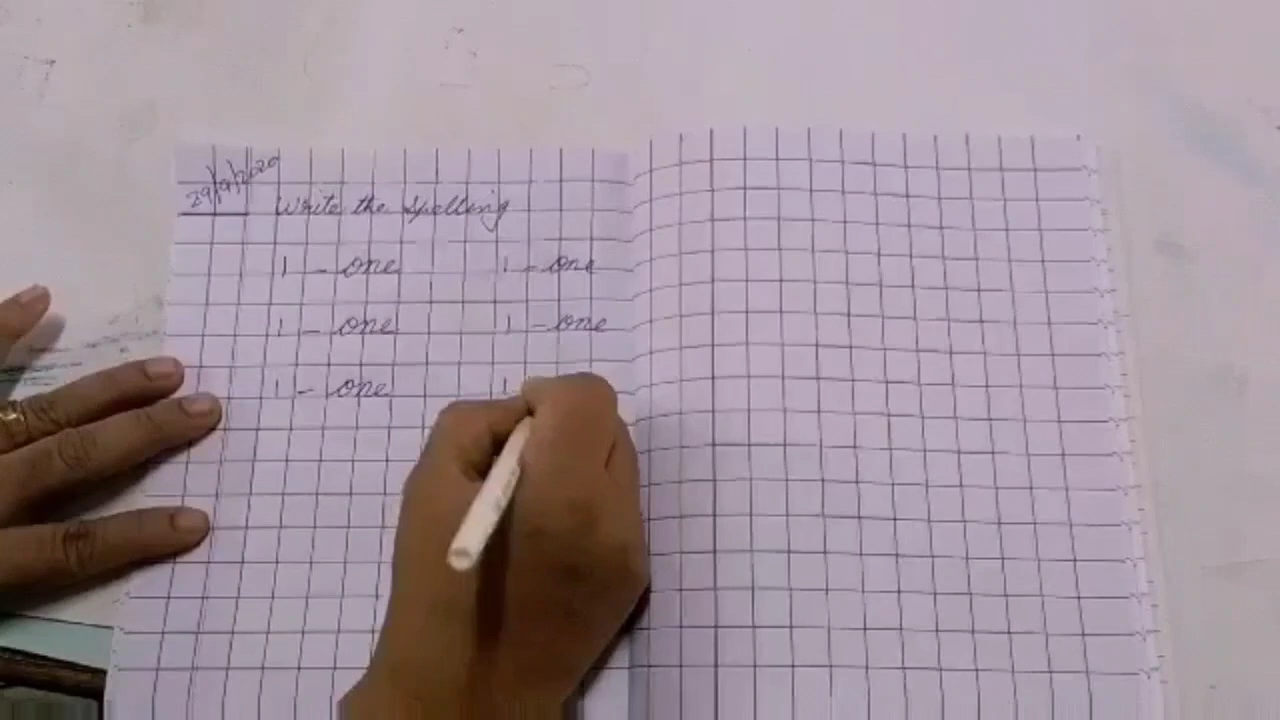 29/9/2020
Write the spelling
1 - one 1 - one
1 - one 1 - one
1 - one 1